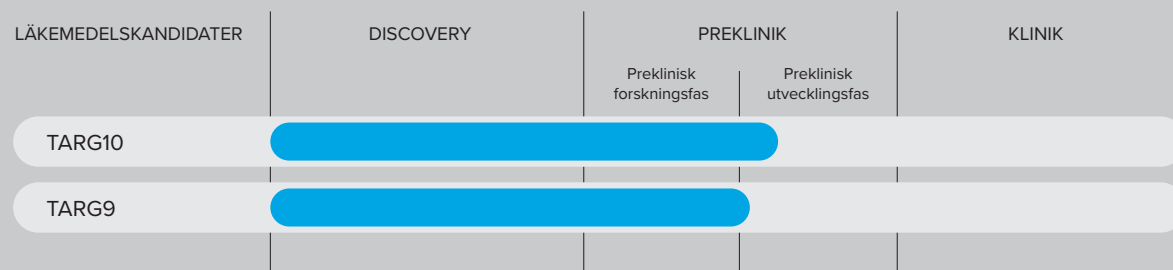 LÄKEMEDELSKANDIDATER
DISCOVERY
PREKLINIK
KLINIK
Preklinisk
forskningsfas
Preklinisk
utvecklingsfas
TARG10
TARG9